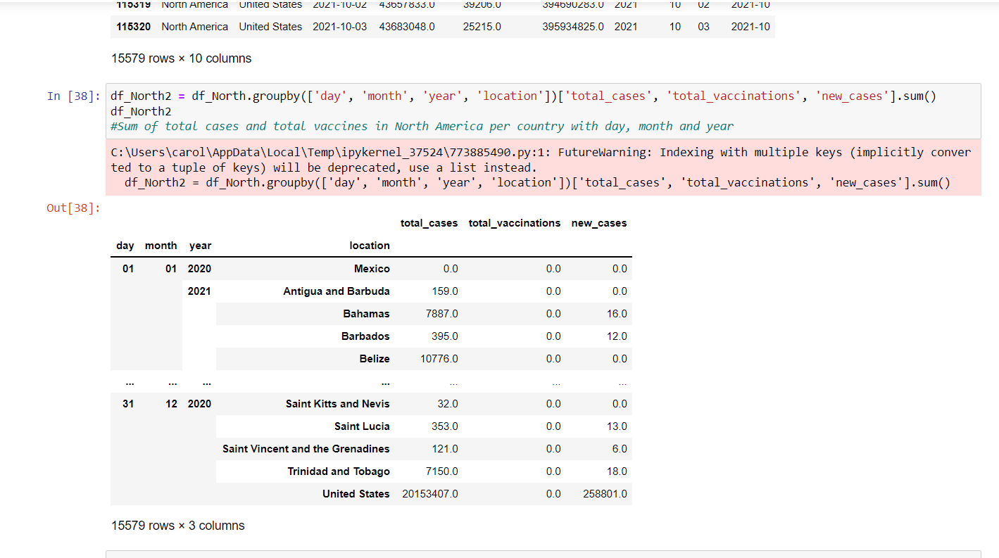 115319 North America United States 2021-10-02 43657833.0 39206.0 394690283.0 2021 10 02 2021-10
115320 North America United States 2021-10-03 43683048.0 25215.0 395934825.0 2021 10 03 2021-10
15579 rows × 10 columns
In [38]: df_North2 = df_North.groupby(['day', 'month', 'year', 'location'])['total_cases', 'total_vaccinations', 'new_cases'].sum()
df_North2
#Sum of total cases and total vaccines in North America per country with day, month and year
C:\Users\carol\AppData\Local\Temp\ipykernel_37524\773885490.py:1: FutureWarning: Indexing with multiple keys (implicitly conver
ted to a tuple of keys) will be deprecated, use a list instead.
df_North2 = df_North.groupby(['day', 'month', 'year', 'location'])['total_cases', 'total_vaccinations', 'new_cases'].sum()
Out[38]:
total_cases total_vaccinations new_cases
day month year location
01 01 2020 Mexico 0.0 0.0 0.0
2021 Antigua and Barbuda 159.0 0.0 0.0
Bahamas 7887.0 0.0 16.0
Barbados 395.0 0.0 12.0
Belize 10776.0 0.0 0.0
... ... ... ... ... ... ...
31 12 2020 Saint Kitts and Nevis 32.0 0.0 0.0
Saint Lucia 353.0 0.0 13.0
Saint Vincent and the Grenadines 121.0 0.0 6.0
Trinidad and Tobago 7150.0 0.0 18.0
United States 20153407.0 0.0 258801.0
15579 rows × 3 columns